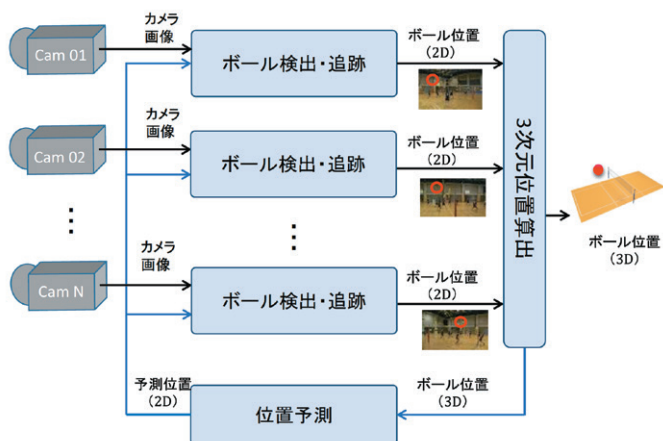 カメラ
画像
Cam 01
ボール検出・追跡
ボール位置
(2D)
カメラ
画像
Cam 02
ボール検出・追跡
ボール位置
(2D)
3次元位置算出
ボール位置
(3D)
カメラ
画像
Cam N
ボール検出・追跡
ボール位置
(2D)
予測位置
(2D)
位置予測
ボール位置
(3D)